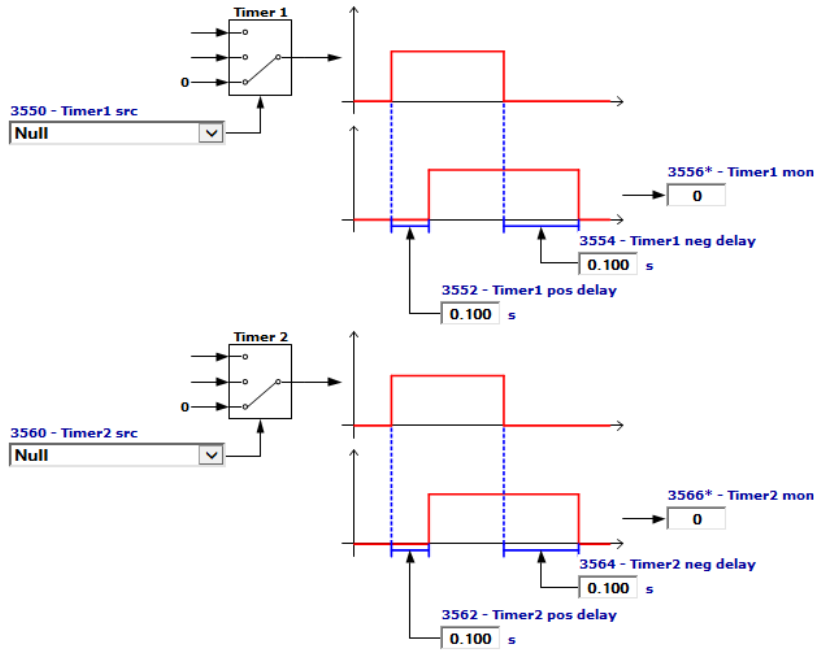 Timer 1
0
3550 - Timer1 src
Null
3556* - Timer1 mon
0
3554 - Timer1 neg delay
0.100 s
3552 - Timer1 pos delay
0.100 s
Timer 2
0
3560 - Timer2 src
Null
3566* - Timer2 mon
0
3564 - Timer2 neg delay
0.100 s
3562 - Timer2 pos delay
0.100 s